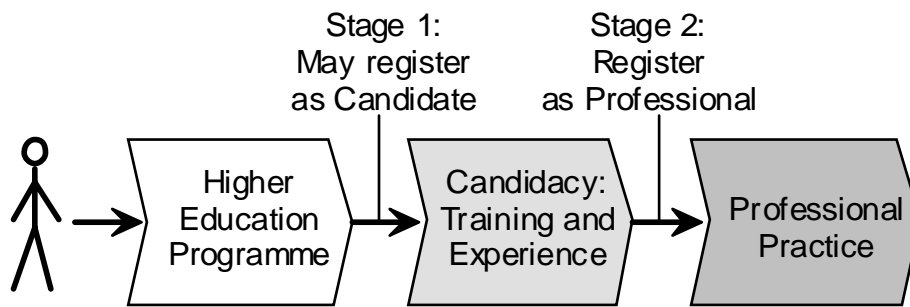 Stage 1:
May register
as Candidate
Stage 2:
Register
as Professional
Higher
Education
Programme
Candidacy:
Training and
Experience
Professional
Practice